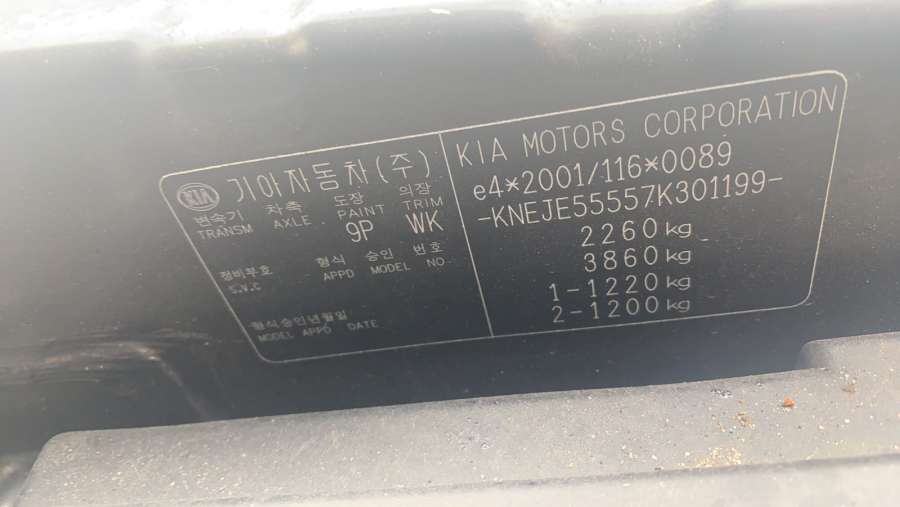 KIA 기아자동차(주)
변속기 차축 도장 의장
TRANSM AXLE PAINT TRIM
9P WK
정비부호 형식 승인 번호
S.V.C APPD MODEL NO.
형식승인년월일
MODEL APPD DATE
KIA MOTORS CORPORATION
e4*2001/116*0089
-KNEJE55557K301199-
2260 kg
3860 kg
1-1220 kg
2-1200 kg